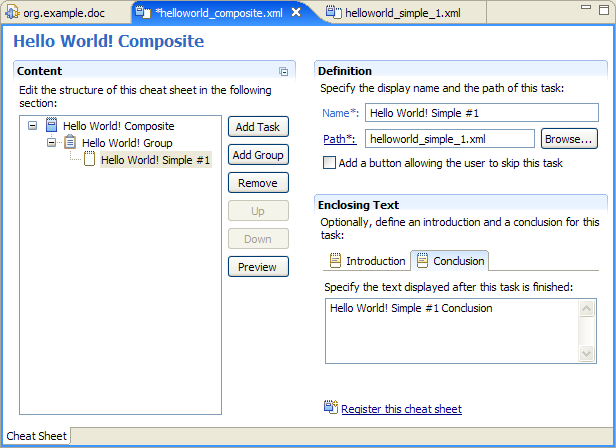 org.example.doc
*helloworld_composite.xml
helloworld_simple_1.xml
Hello World! Composite
Content
Edit the structure of this cheat sheet in the following
section:
Hello World! Composite
Hello World! Group
Hello World! Simple #1
Add Task
Add Group
Remove
Up
Down
Preview
Definition
Specify the display name and the path of this task:
Name*:
Hello World! Simple #1
Path*:
helloworld_simple_1.xml
Browse...
Add a button allowing the user to skip this task
Enclosing Text
Optionally, define an introduction and a conclusion for this
task:
Introduction
Conclusion
Specify the text displayed after this task is finished:
Hello World! Simple #1 Conclusion
Register this cheat sheet
Cheat Sheet